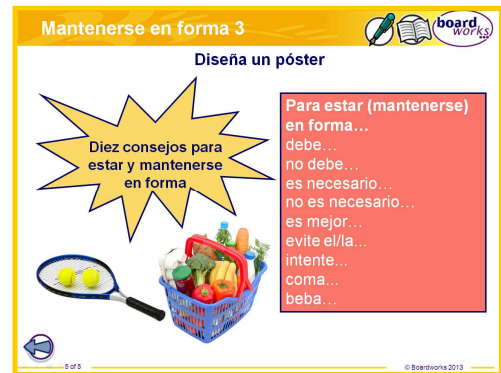 Mantenerse en forma 3
board
works
Diseña un póster
Diez consejos para
estar y mantenerse
en forma
Para estar (mantenerse)
en forma…
debe…
no debe…
es necesario…
no es necesario…
es mejor…
evite el/la...
intente...
coma...
beba...
5 of 5
© Boardworks 2013